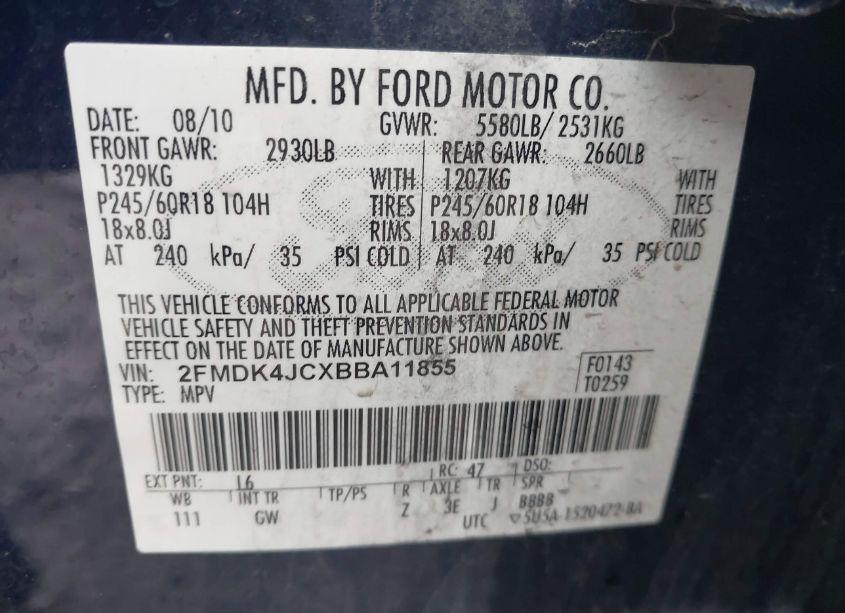 MFD. BY FORD MOTOR CO.
DATE: 08/10 GVWR: 5580LB/ 2531KG
FRONT GAWR: 2930LB REAR GAWR: 2660LB
1329KG WITH 1207KG WITH
P245/60R18 104H TIRES P245/60R18 104H TIRES
18x8.0J RIMS 18x8.0J RIMS
AT 240 kPa/ 35 PSI COLD AT 240 kPa/ 35 PSI COLD
THIS VEHICLE CONFORMS TO ALL APPLICABLE FEDERAL MOTOR
VEHICLE SAFETY AND THEFT PREVENTION STANDARDS IN
EFFECT ON THE DATE OF MANUFACTURE SHOWN ABOVE.
VIN: 2FMDK4JCXBBA11855 F0143
TYPE: MPV T0259
EXT PNT: L6 RC: 47 DSO:
WB INT TR TP/PS R AXLE TR SPR
111 GW Z 3E J BBBB
UTC ▽5U5A-1520472-BA